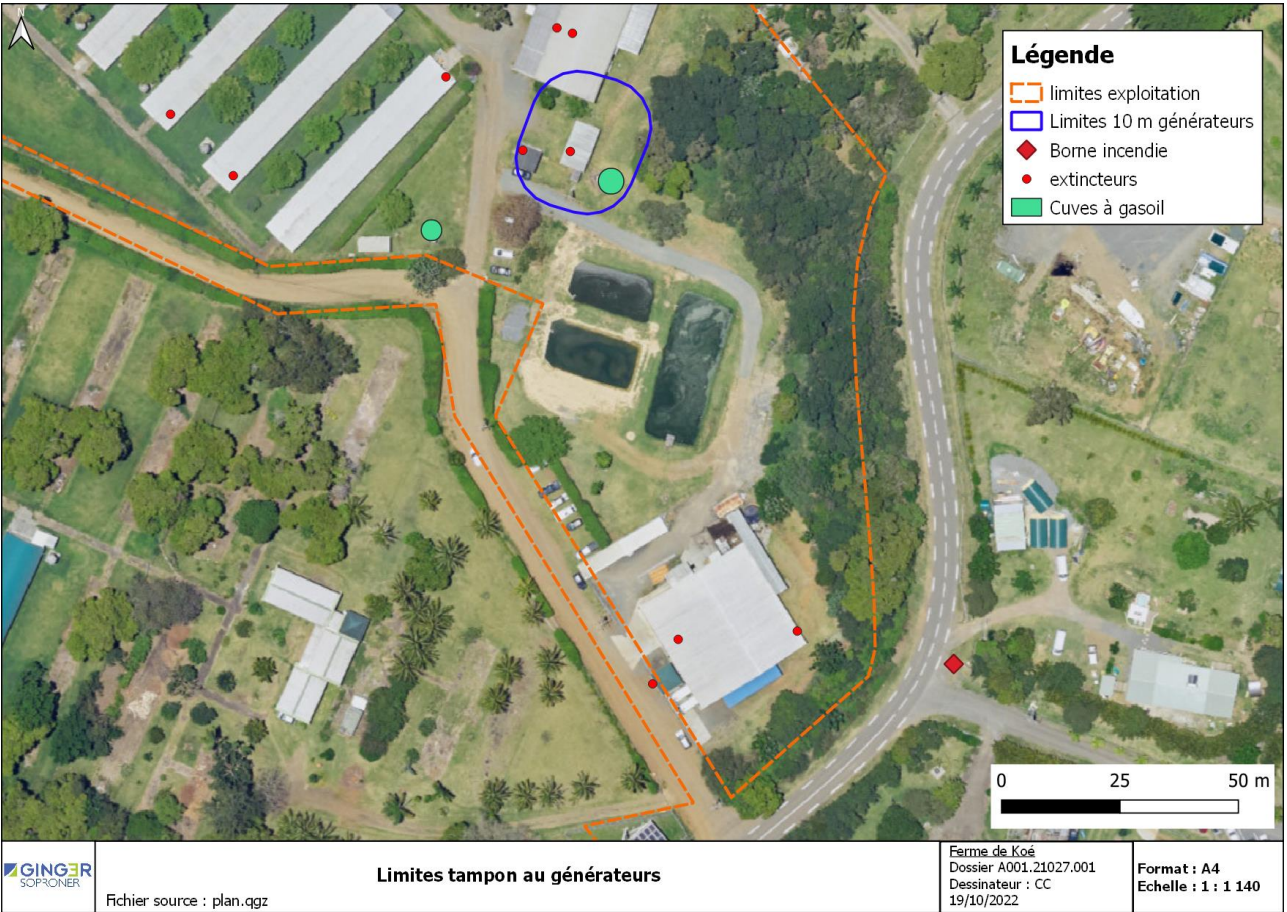 N
Légende
limites exploitation
Limites 10 m générateurs
Borne incendie
extincteurs
Cuves à gasoil
0 25 50 m
GINGER
SOPRONER
Fichier source : plan.qgz
Limites tampon au générateurs
Ferme de Koé
Dossier A001.21027.001
Dessinateur : CC
19/10/2022
Format : A4
Echelle : 1 : 1 140